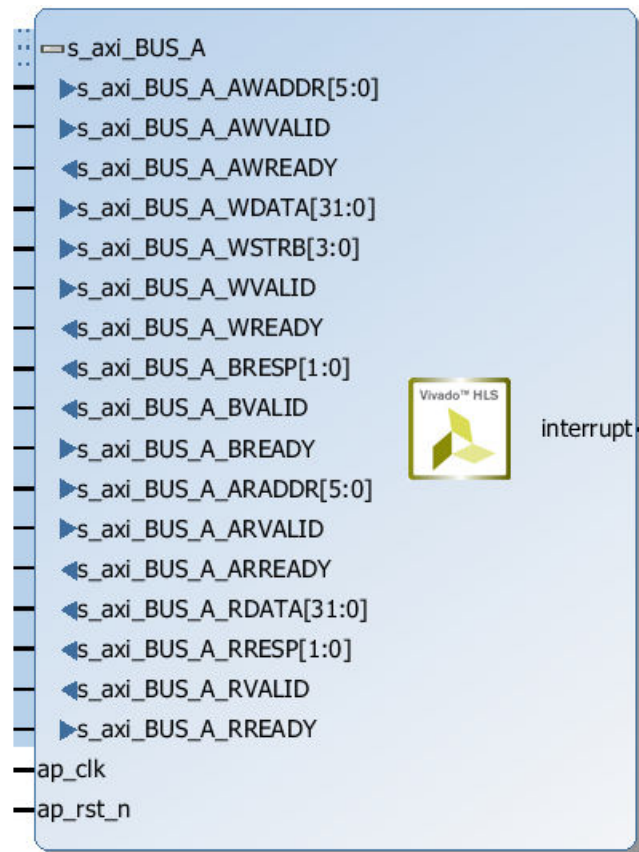 s_axi_BUS_A
s_axi_BUS_A_AWADDR[5:0]
s_axi_BUS_A_AWVALID
s_axi_BUS_A_AWREADY
s_axi_BUS_A_WDATA[31:0]
s_axi_BUS_A_WSTRB[3:0]
s_axi_BUS_A_WVALID
s_axi_BUS_A_WREADY
s_axi_BUS_A_BRESP[1:0]
s_axi_BUS_A_BVALID
s_axi_BUS_A_BREADY
s_axi_BUS_A_ARADDR[5:0]
s_axi_BUS_A_ARVALID
s_axi_BUS_A_ARREADY
s_axi_BUS_A_RDATA[31:0]
s_axi_BUS_A_RRESP[1:0]
s_axi_BUS_A_RVALID
s_axi_BUS_A_RREADY
ap_clk
ap_rst_n
Vivado™ HLS
interrupt